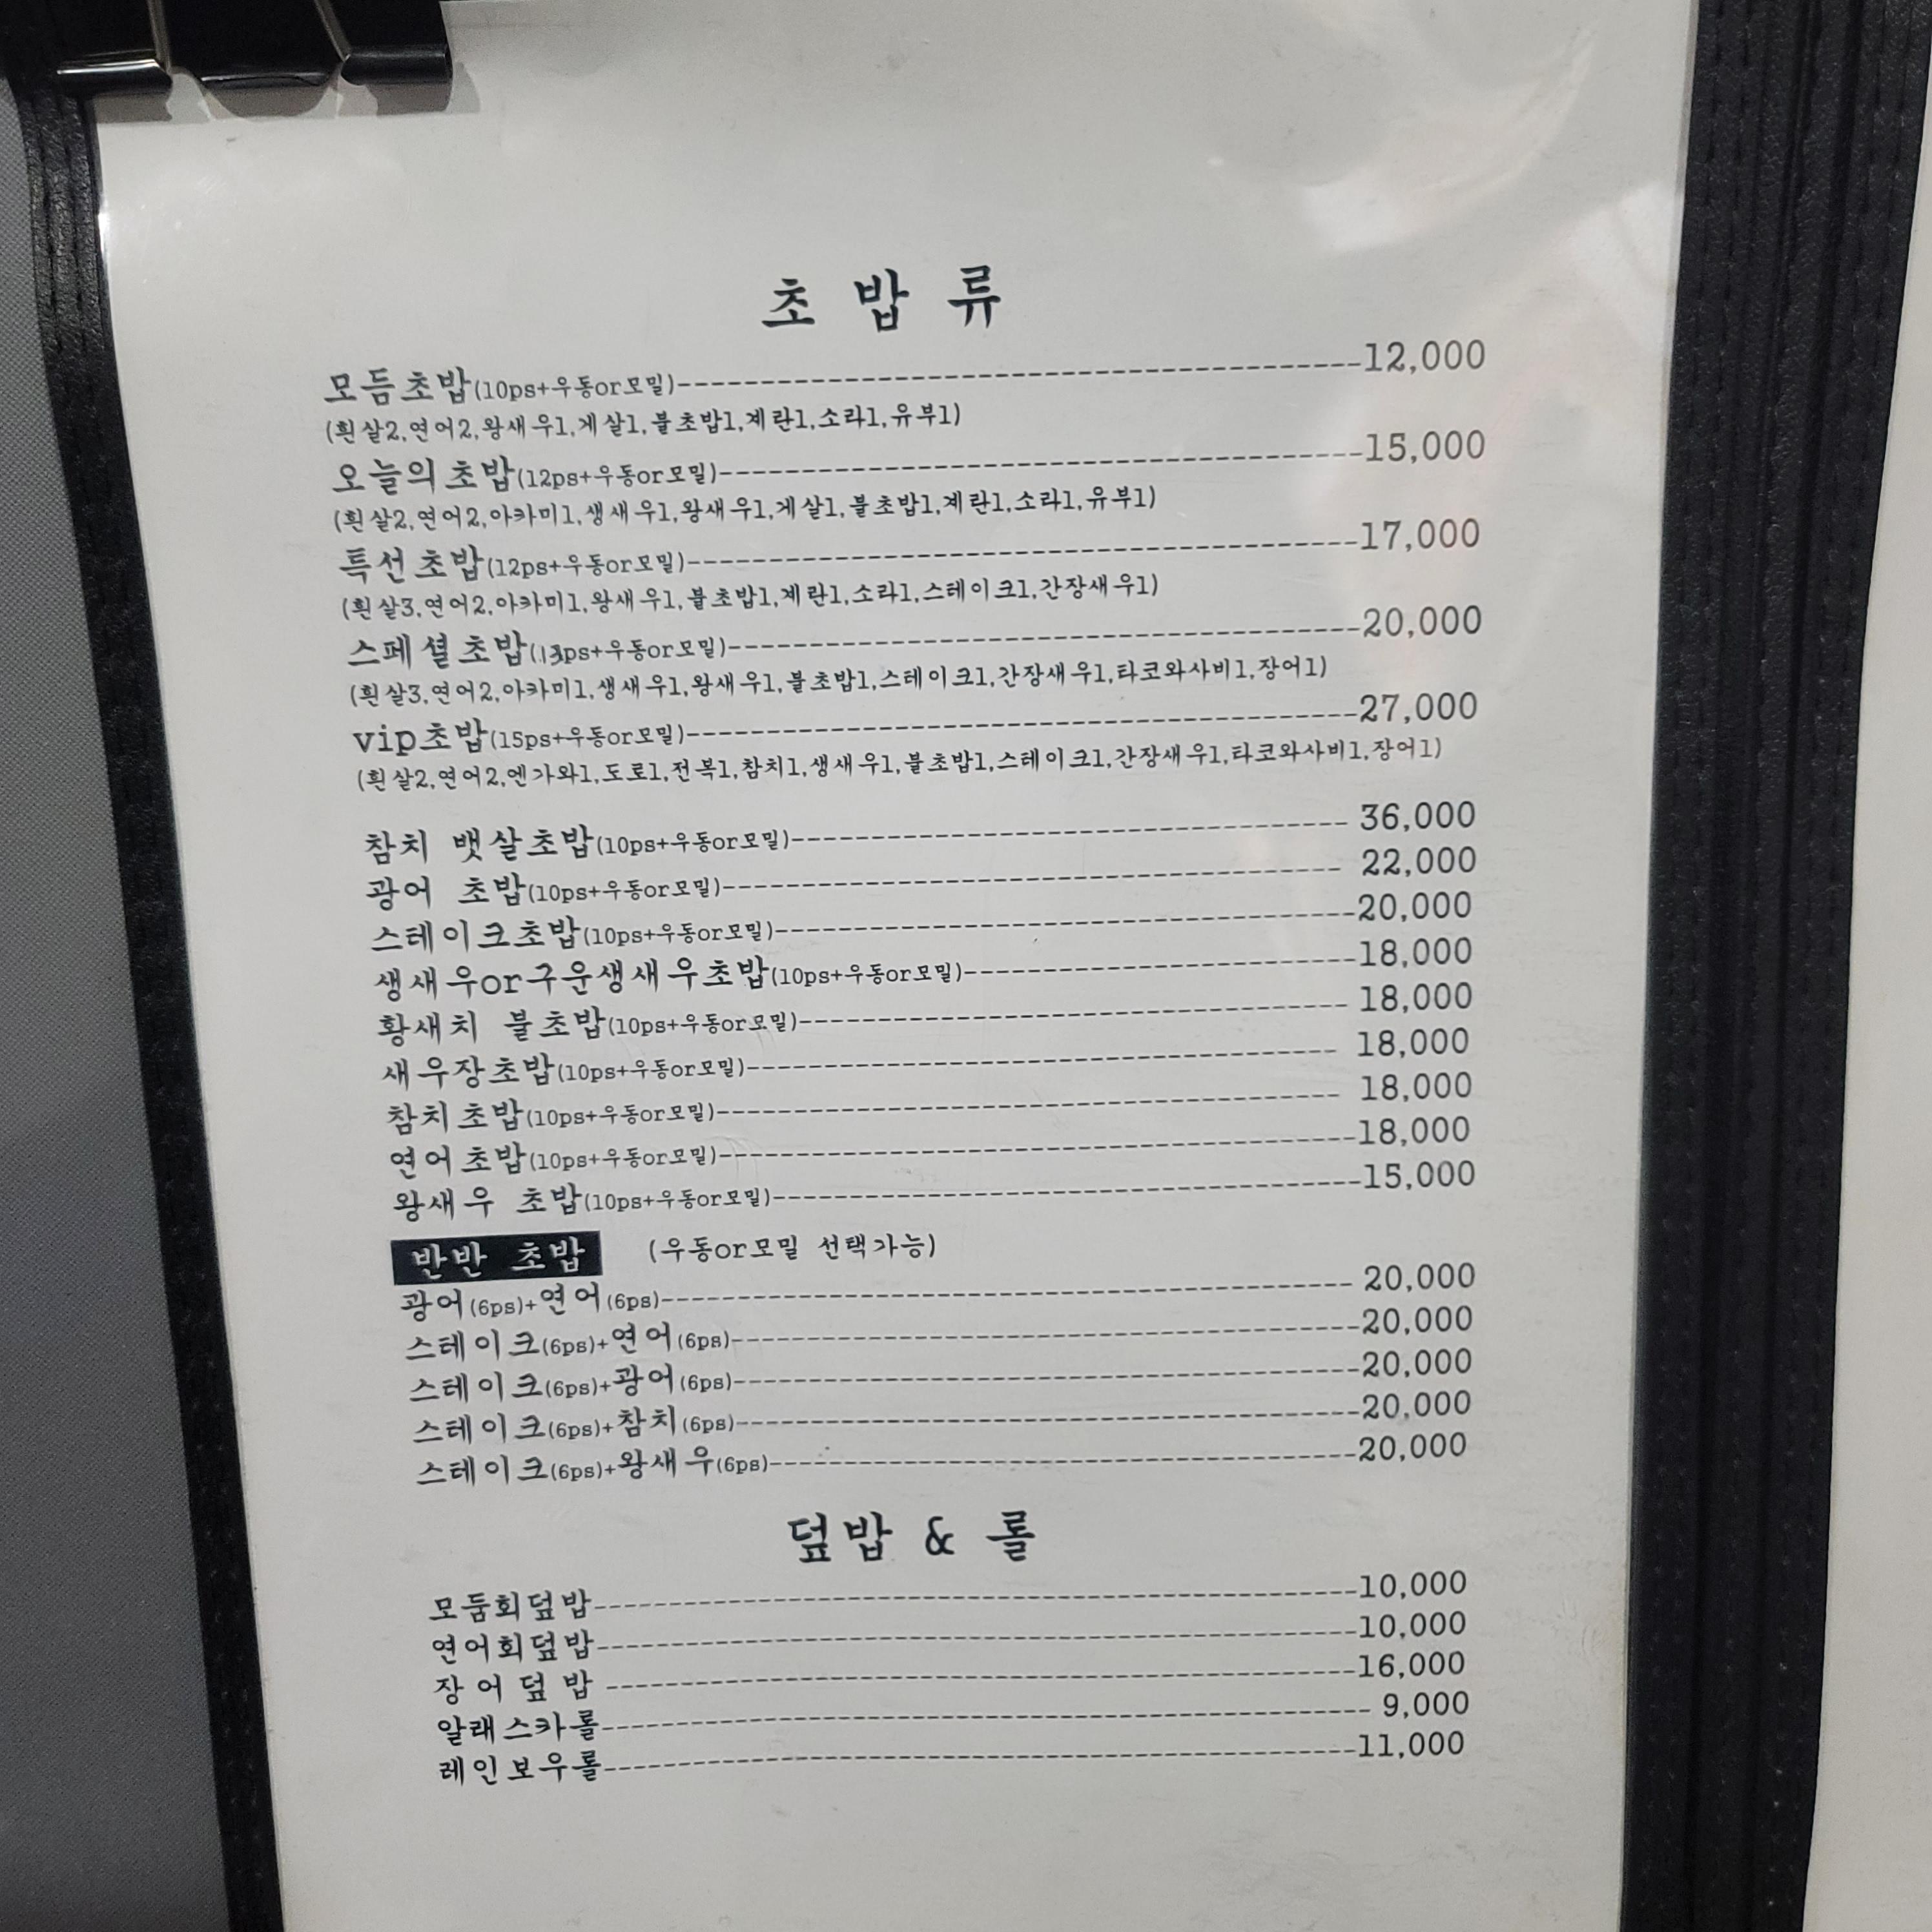 초 밥 류
모듬초밥(10ps+우동or모밀)--------------------12,000
(흰살2,연어2,왕새우1,게살1,불초밥1,계란1,소라1,유부1)
오늘의초밥(12ps+우동or모밀)--------------------15,000
(흰살2,연어2,아카미1,생새우1,왕새우1,게살1,불초밥1,계란1,소라1,유부1)
특선초밥(12ps+우동or모밀)--------------------17,000
(흰살3,연어2,아카미1,왕새우1,불초밥1,계란1,소라1,스테이크1,간장새우1)
스페셜초밥(13ps+우동or모밀)--------------------20,000
(흰살3,연어2,아카미1,생새우1,왕새우1,불초밥1,스테이크1,간장새우1,타코와사비1,장어1)
vip초밥(15ps+우동or모밀)--------------------27,000
(흰살2,연어2,엔가와1,도로1,전복1,참치1,생새우1,불초밥1,스테이크1,간장새우1,타코와사비1,장어1)
참치 뱃살초밥(10ps+우동or모밀)-------------------- 36,000
광어 초밥(10ps+우동or모밀)-------------------- 22,000
스테이크초밥(10ps+우동or모밀)--------------------20,000
생새우or구운생새우초밥(10ps+우동or모밀)--------------------18,000
황새치 불초밥(10ps+우동or모밀)-------------------- 18,000
새우장초밥(10ps+우동or모밀)-------------------- 18,000
참치초밥(10ps+우동or모밀)-------------------- 18,000
연어초밥(10ps+우동or모밀)--------------------18,000
왕새우 초밥(10ps+우동or모밀)--------------------15,000
반반 초밥 (우동or모밀 선택가능)
광어(6ps)+연어(6ps)-------------------- 20,000
스테이크(6ps)+연어(6ps)--------------------20,000
스테이크(6ps)+광어(6ps)--------------------20,000
스테이크(6ps)+참치(6ps)--------------------20,000
스테이크(6ps)+왕새우(6ps)--------------------20,000
덮밥 & 롤
모둠회덮밥--------------------10,000
연어회덮밥--------------------10,000
장어덮밥 --------------------16,000
알래스카롤-------------------- 9,000
레인보우롤--------------------11,000